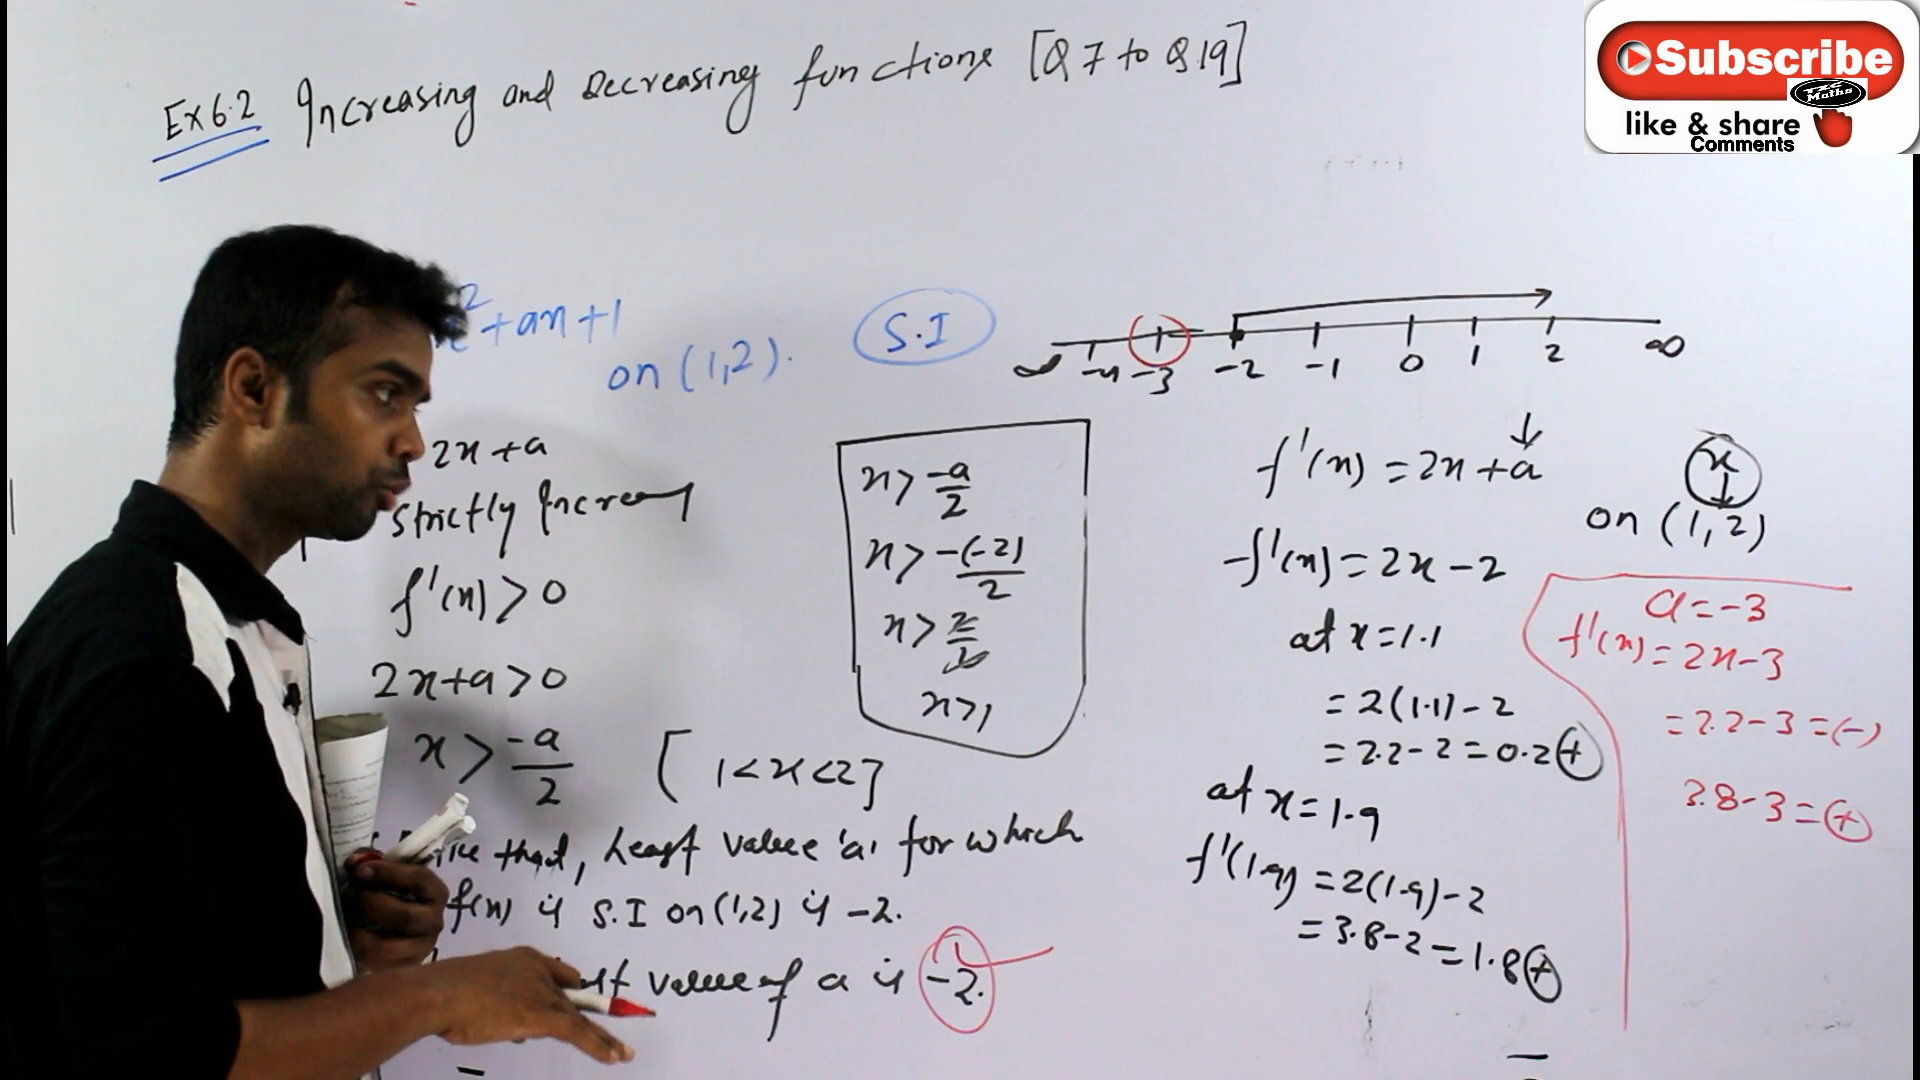 Ex 6.2 Increasing and Decreasing functions [Q 7 to Q.19]
Subscribe
TZC Maths
like & share
Comments
x²+ax+1
on (1,2).
S.I
2x+a
strictly
f'(x)>0
2x+a>0
x > -a/2 [1<x<2]
that, least value 'a' for which
f(x) is S.I on (1,2) is -2.
value of a is -2.
x > -a/2
x > -(-2)/2
x > 2/2
x>1
-4 -3 -2 -1 0 1 2 ∞
f'(x) = 2x+a
x
on (1,2)
f'(x) = 2x-2
at x=1.1
= 2(1.1)-2
= 2.2-2 = 0.2 +
at x=1.9
f'(1.9) = 2(1.9)-2
= 3.8-2 = 1.8 +
a=-3
f'(x) = 2x-3
= 2.2-3 = (-)
3.8-3 = +